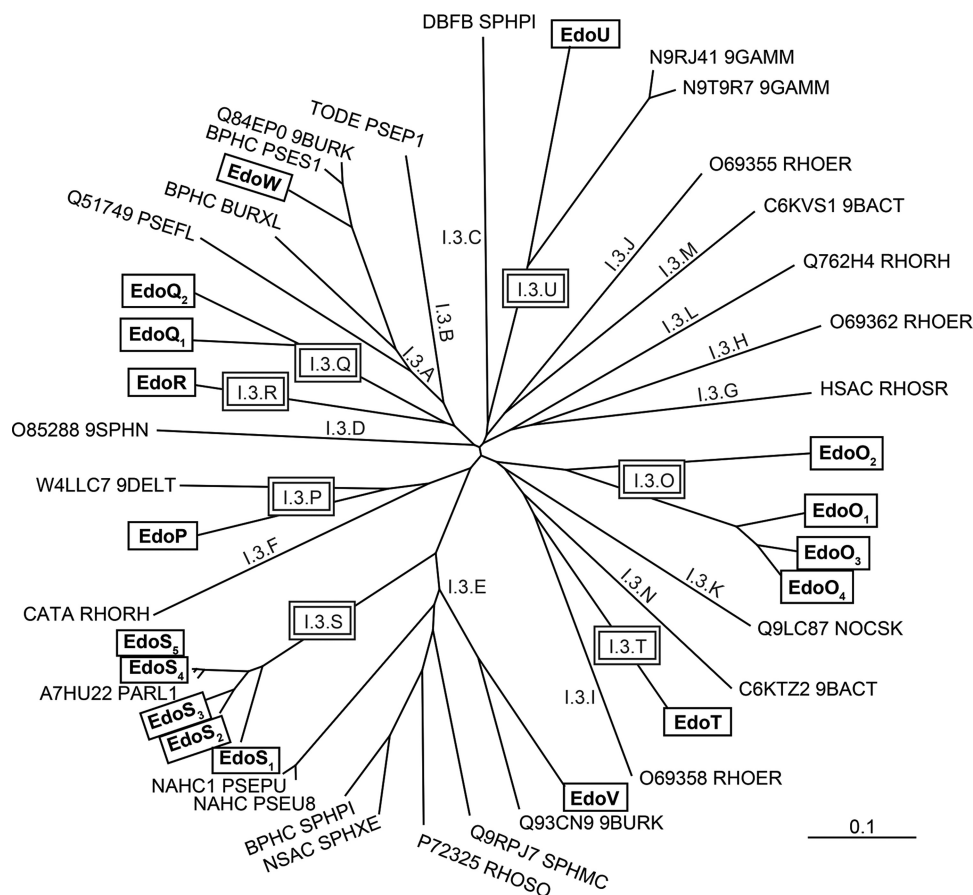 DBFB SPHPI
EdoU
N9RJ41 9GAMM
N9T9R7 9GAMM
TODE PSEP1
Q84EP0 9BURK
BPHC PSES1
EdoW
BPHC BURXL
Q51749 PSEFL
O69355 RHOER
C6KVS1 9BACT
Q762H4 RHORH
O69362 RHOER
HSAC RHOSR
I.3.C
I.3.J
I.3.M
I.3.U
I.3.L
I.3.B
I.3.H
I.3.A
I.3.G
EdoQ2
EdoQ1
I.3.Q
EdoR
I.3.R
O85288 9SPHN
I.3.D
W4LLC7 9DELT
I.3.P
EdoP
I.3.F
CATA RHORH
EdoO2
I.3.O
EdoO1
EdoO3
EdoO4
I.3.K
Q9LC87 NOCSK
I.3.N
C6KTZ2 9BACT
I.3.T
EdoT
I.3.I
O69358 RHOER
I.3.E
I.3.S
EdoS5
EdoS4
A7HU22 PARL1
EdoS3
EdoS2
EdoS1
NAHC1 PSEPU
NAHC PSEU8
BPHC SPHPI
NSAC SPHXE
P72325 RHOSO
Q9RPJ7 SPHMC
EdoV
Q93CN9 9BURK
0.1